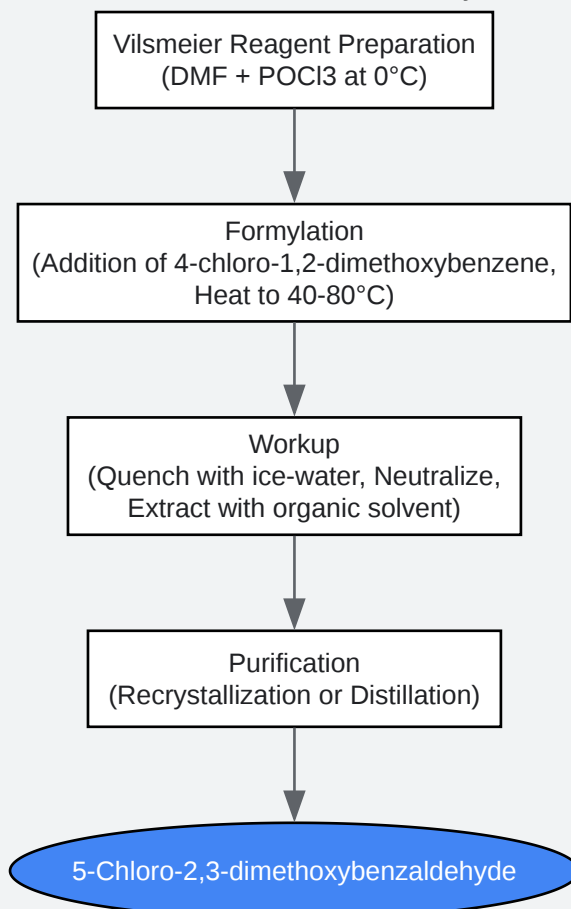 Vilsmeier Reagent Preparation
(DMF + POCl3 at 0°C)
Formylation
(Addition of 4-chloro-1,2-dimethoxybenzene,
Heat to 40-80°C)
Workup
(Quench with ice-water, Neutralize,
Extract with organic solvent)
Purification
(Recrystallization or Distillation)
5-Chloro-2,3-dimethoxybenzaldehyde